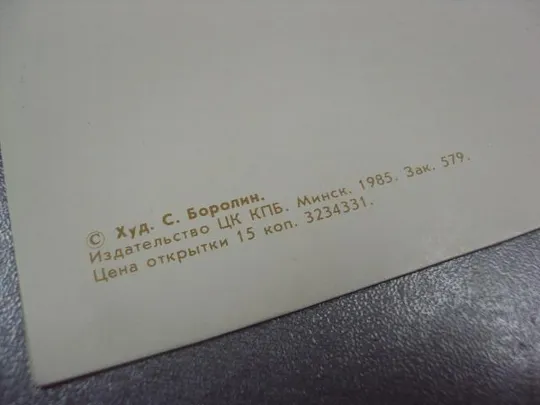 © Худ. С. Боролин.
Издательство ЦК КПБ. Минск. 1985. Зак. 579.
Цена открытки 15 коп. 3234331.